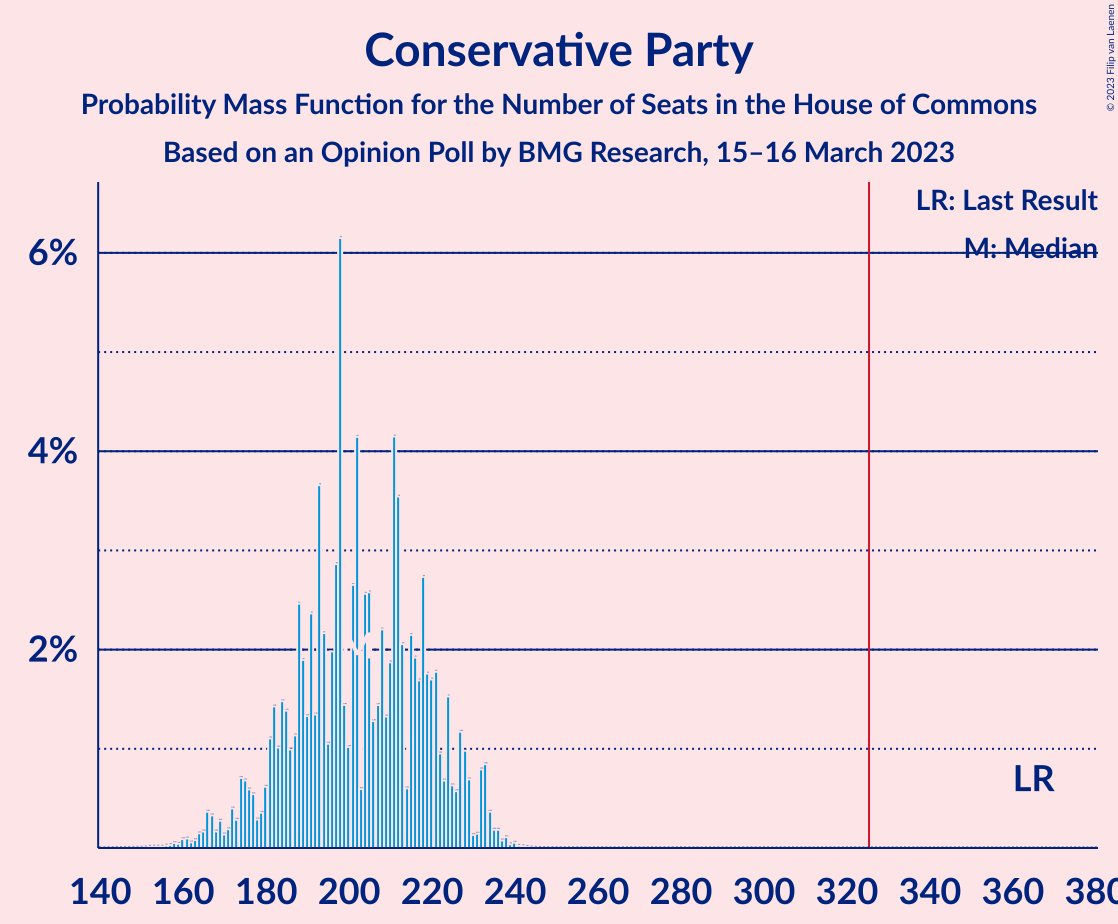 Conservative Party
Probability Mass Function for the Number of Seats in the House of Commons
Based on an Opinion Poll by BMG Research, 15–16 March 2023
© 2023 Filip van Laenen
LR: Last Result
M: Median
6%
4%
2%
LR
140 160 180 200 220 240 260 280 300 320 340 360 380